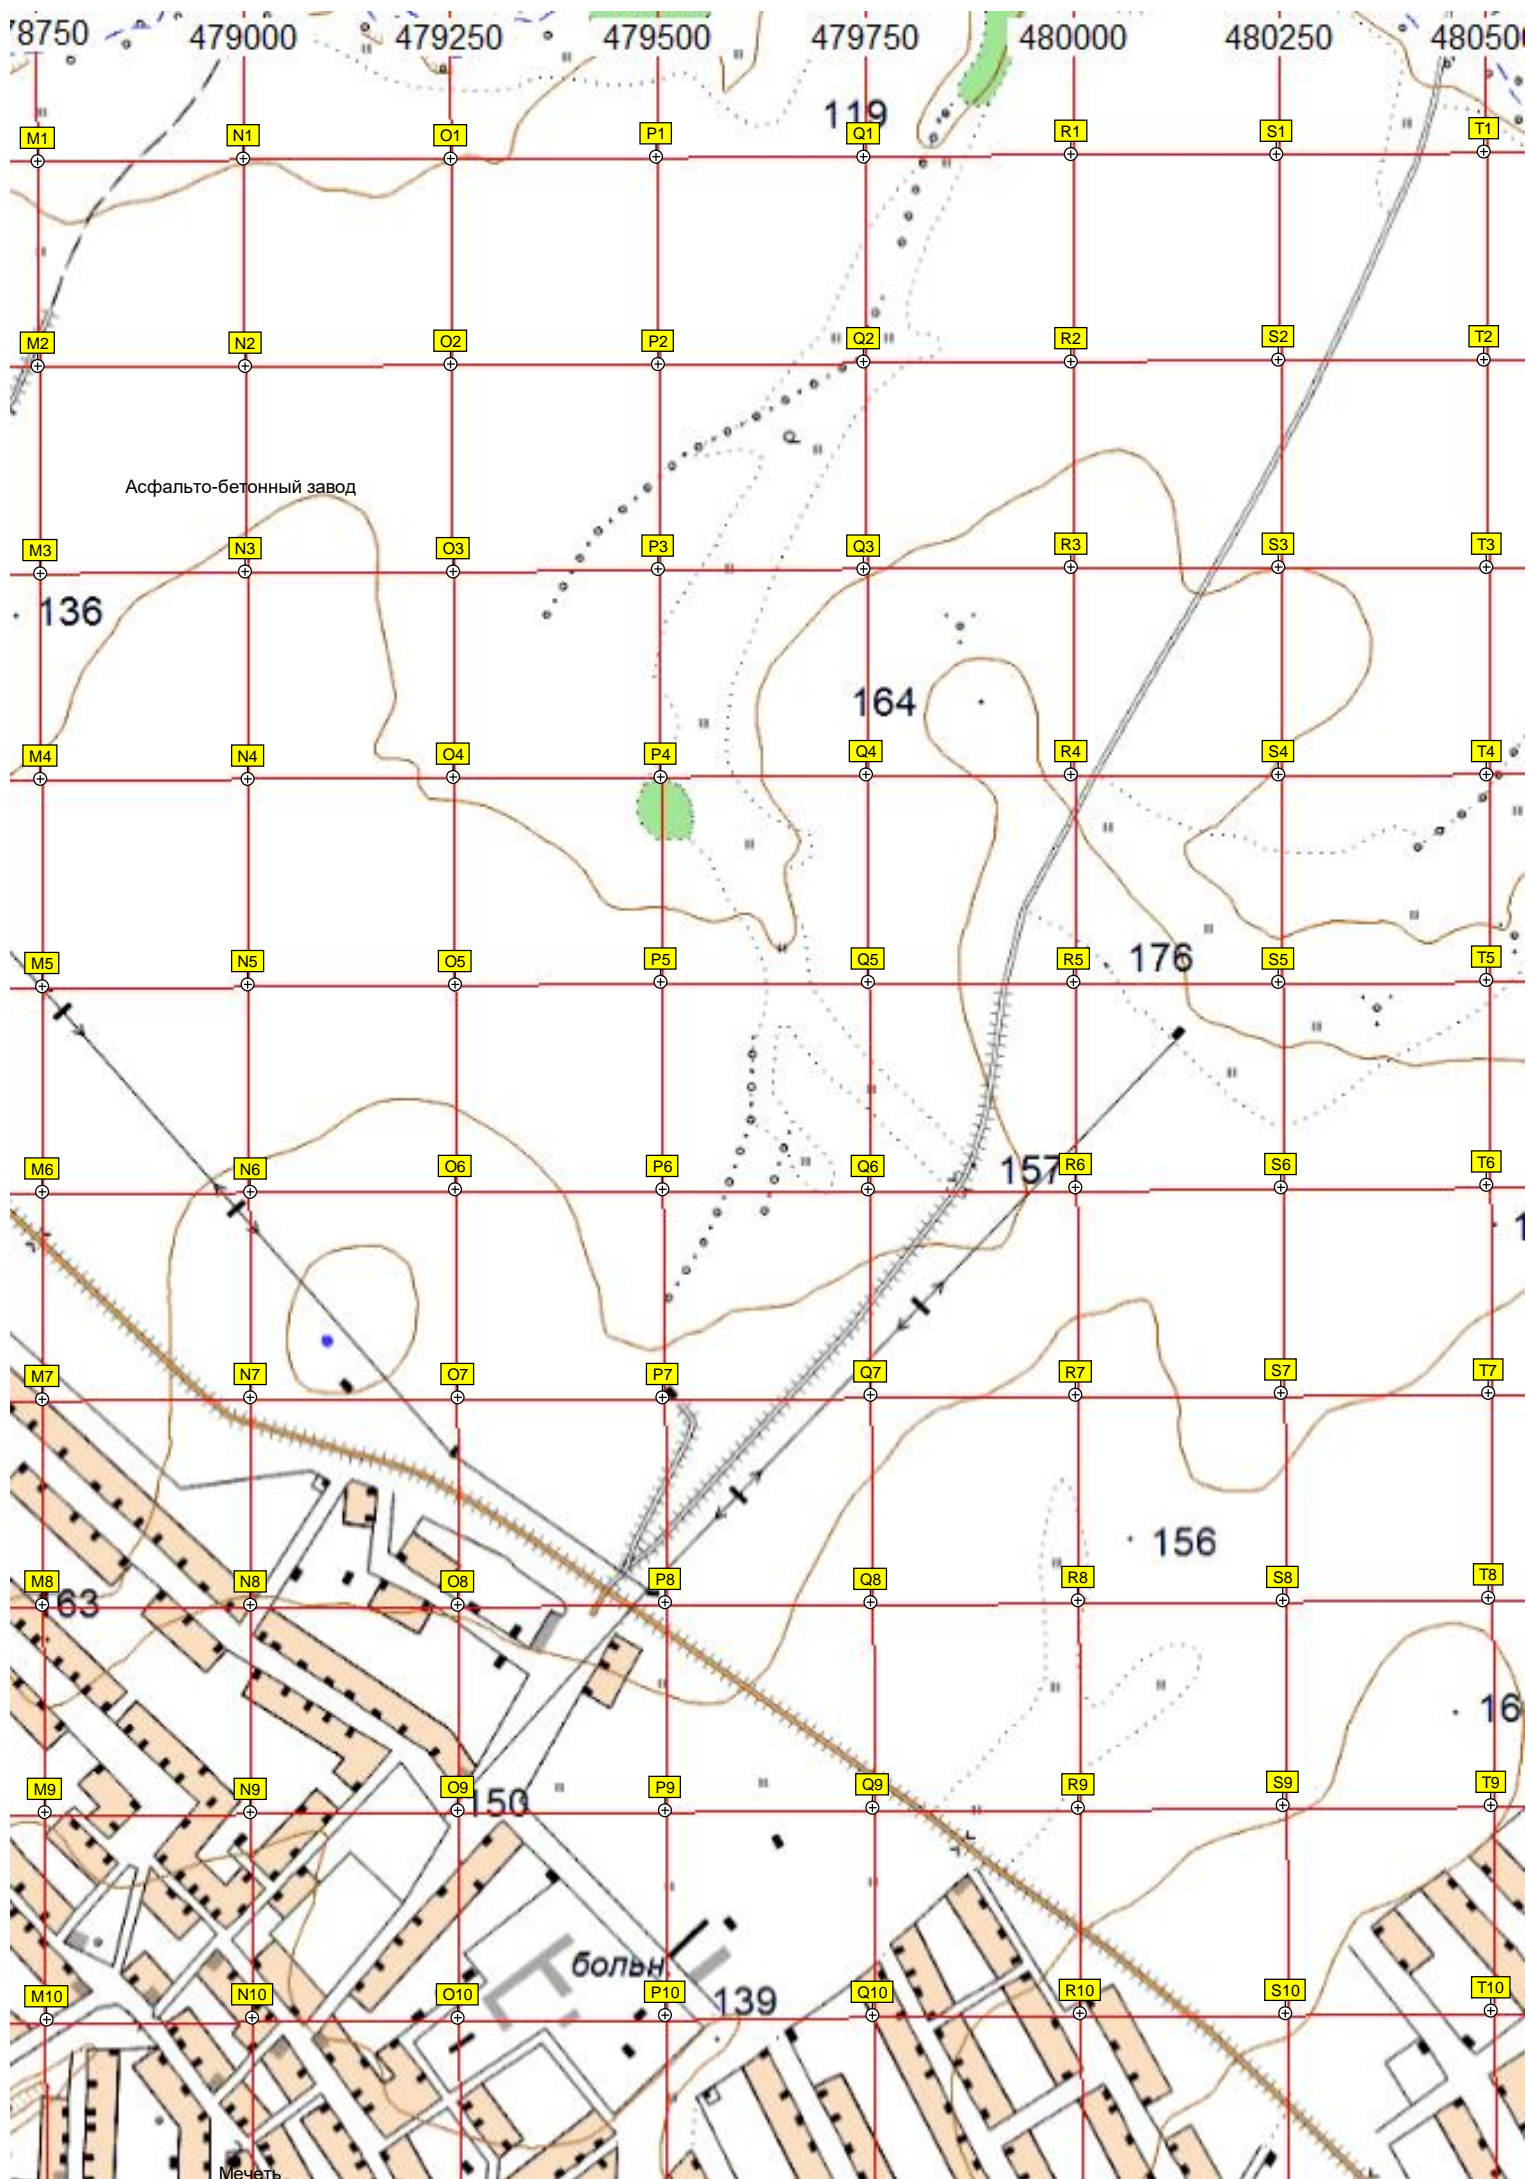 78750 479000 479250 479500 479750 480000 480250 480500
119
M1 N1 O1 P1 Q1 R1 S1 T1
M2 N2 O2 P2 Q2 R2 S2 T2
Асфальто-бетонный завод
M3 N3 O3 P3 Q3 R3 S3 T3
136
164
M4 N4 O4 P4 Q4 R4 S4 T4
176
M5 N5 O5 P5 Q5 R5 S5 T5
157
M6 N6 O6 P6 Q6 R6 S6 T6
1
M7 N7 O7 P7 Q7 R7 S7 T7
156
M8 N8 O8 P8 Q8 R8 S8 T8
63
16
M9 N9 O9 P9 Q9 R9 S9 T9
150
больн.
M10 N10 O10 P10 Q10 R10 S10 T10
139
Мечеть